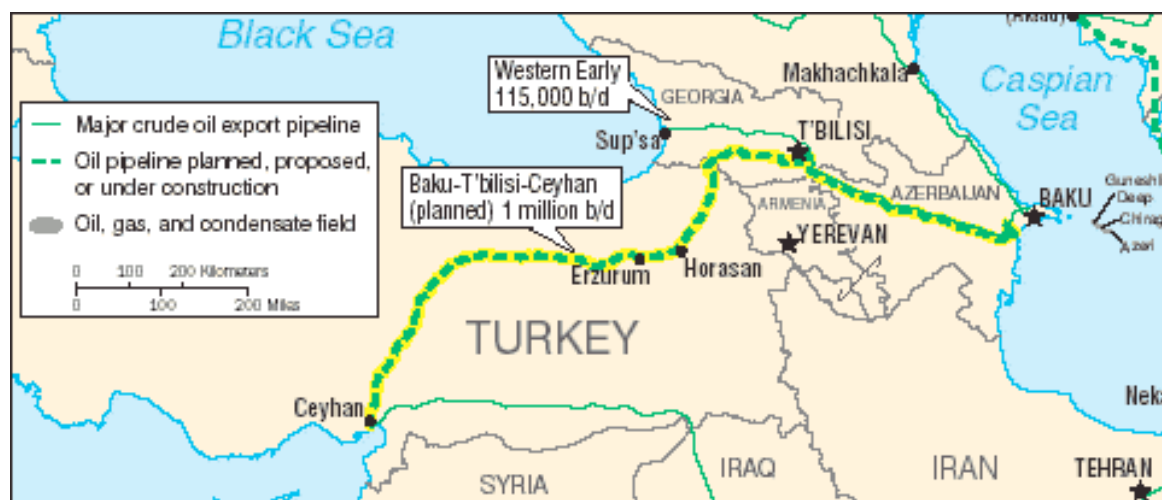 Black Sea
(Aktau)
Western Early
115,000 b/d
Makhachkala
Caspian
Sea
GEORGIA
Major crude oil export pipeline
Sup'sa
T'BILISI
Oil pipeline planned, proposed,
or under construction
Baku-T'bilisi-Ceyhan
(planned) 1 million b/d
AZERBAIJAN
Guneshli
Deep
BAKU
ARMENIA
Chirag
Oil, gas, and condensate field
YEREVAN
Azeri
0 100 200 Kilometers
0 100 200 Miles
Erzurum
Horasan
TURKEY
Ceyhan
Neka
SYRIA
IRAQ
IRAN
TEHRAN